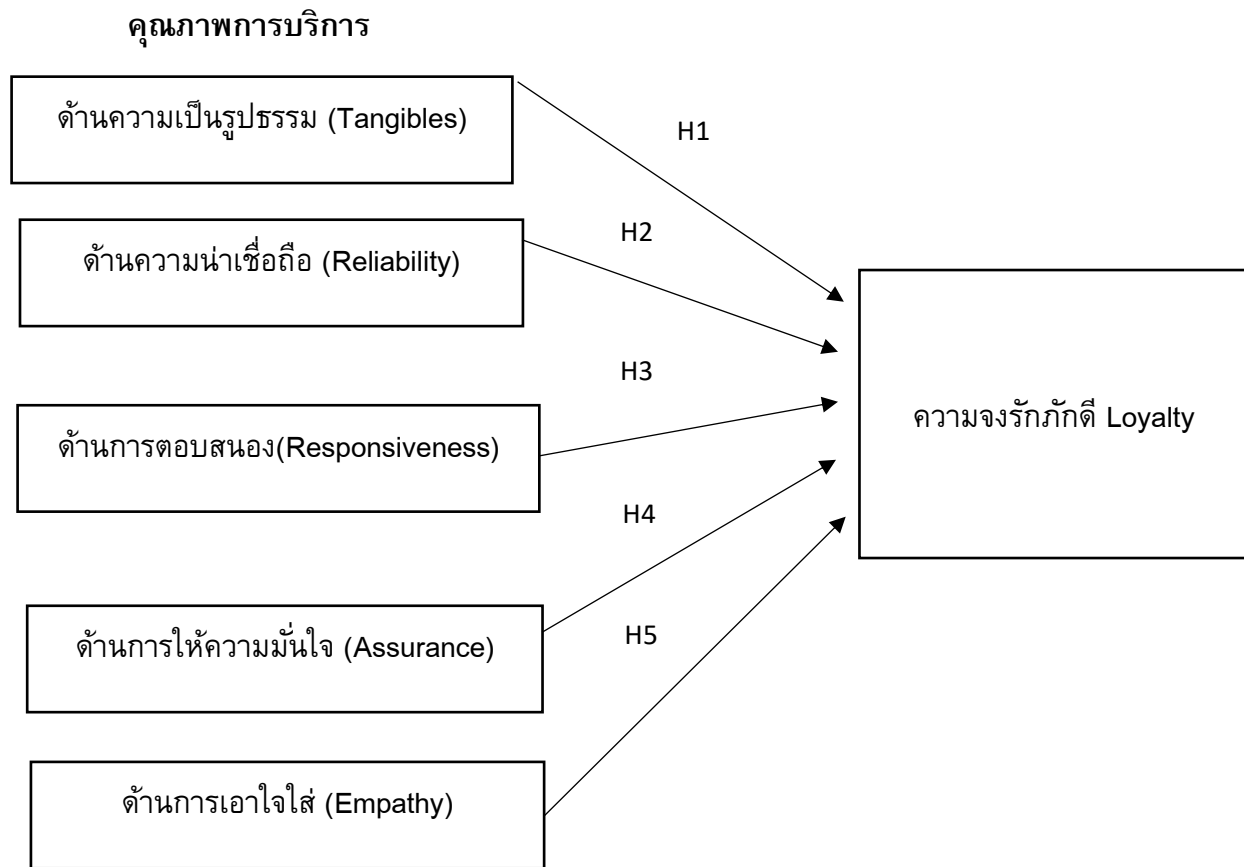 คุณภาพการบริการ
ด้านความเป็นรูปธรรม (Tangibles)
H1
H2
ด้านความน่าเชื่อถือ (Reliability)
H3
ความจงรักภักดี Loyalty
ด้านการตอบสนอง(Responsiveness)
H4
ด้านการให้ความมั่นใจ (Assurance)
H5
ด้านการเอาใจใส่ (Empathy)